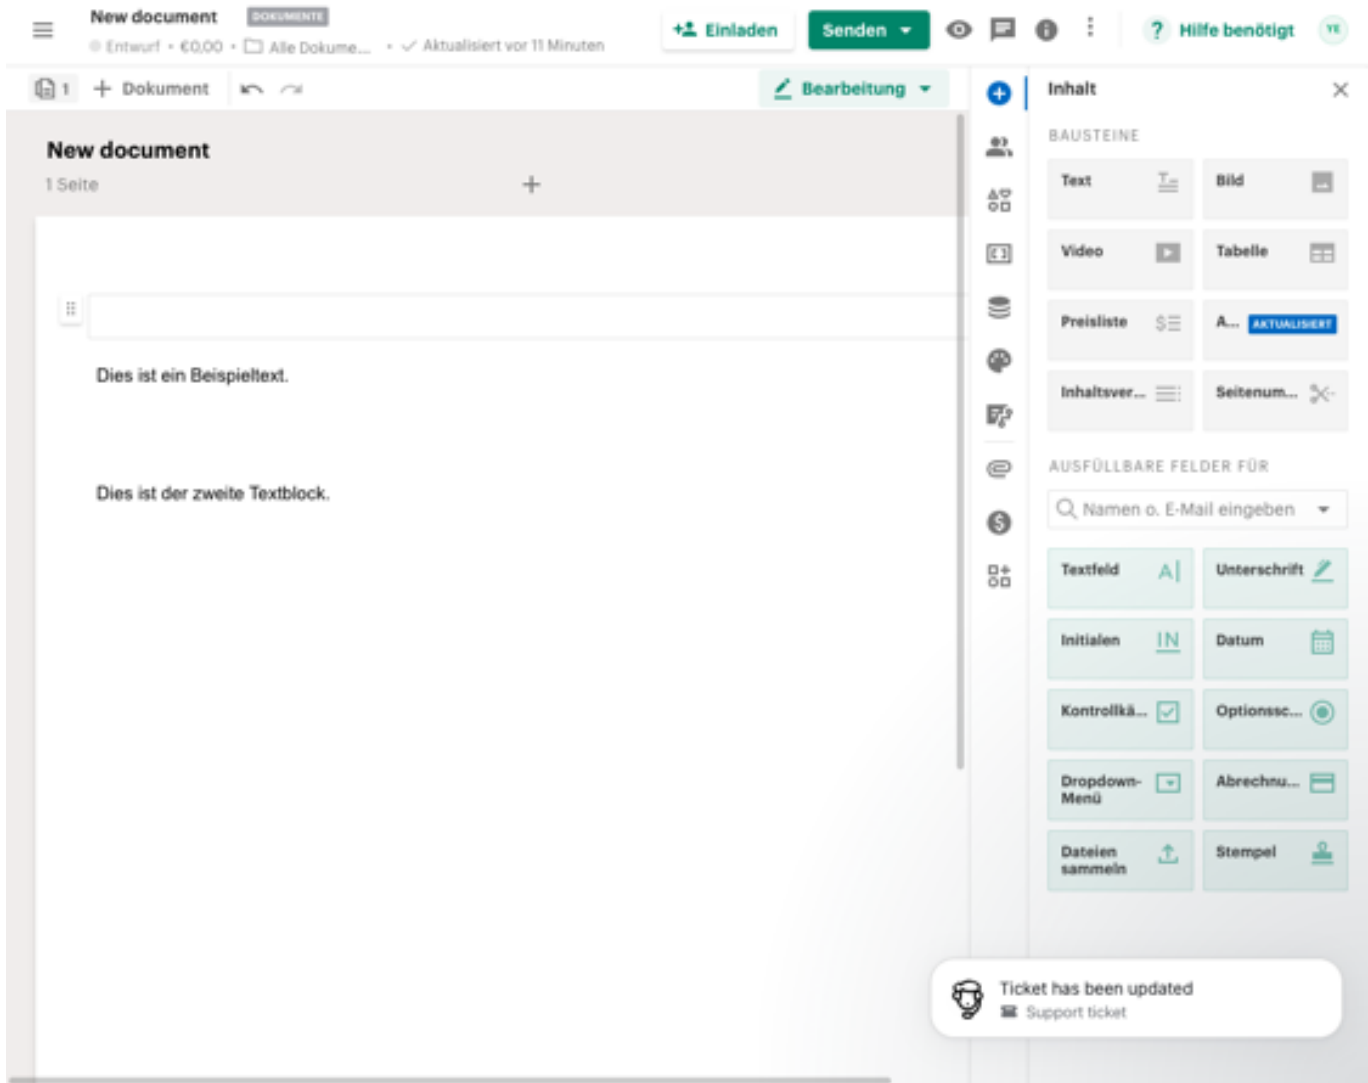 New document DOKUMENTE
Entwurf • €0,00 • Alle Dokume... • Aktualisiert vor 11 Minuten
Einladen
Senden
? Hilfe benötigt
YE
1
Dokument
Bearbeitung
New document
1 Seite
Dies ist ein Beispieltext.
Dies ist der zweite Textblock.
Inhalt
BAUSTEINE
Text
Bild
Video
Tabelle
Preisliste
A... AKTUALISIERT
Inhaltsver...
Seitenum...
AUSFÜLLBARE FELDER FÜR
Namen o. E-Mail eingeben
Textfeld
Unterschrift
Initialen IN
Datum
Kontrollkä...
Optionssc...
Dropdown-
Menü
Abrechnu...
Dateien
sammeln
Stempel
Ticket has been updated
Support ticket